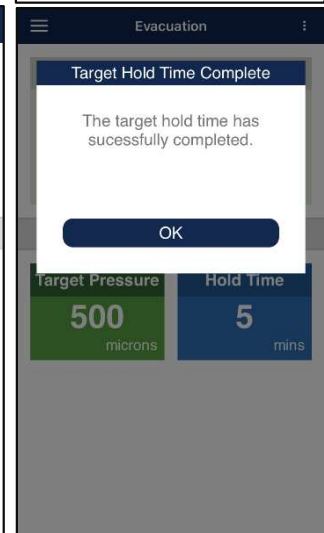 Evacuation
Target Hold Time Complete
The target hold time has
sucessfully completed.
OK
Target Pressure
Hold Time
500
5
microns
mins